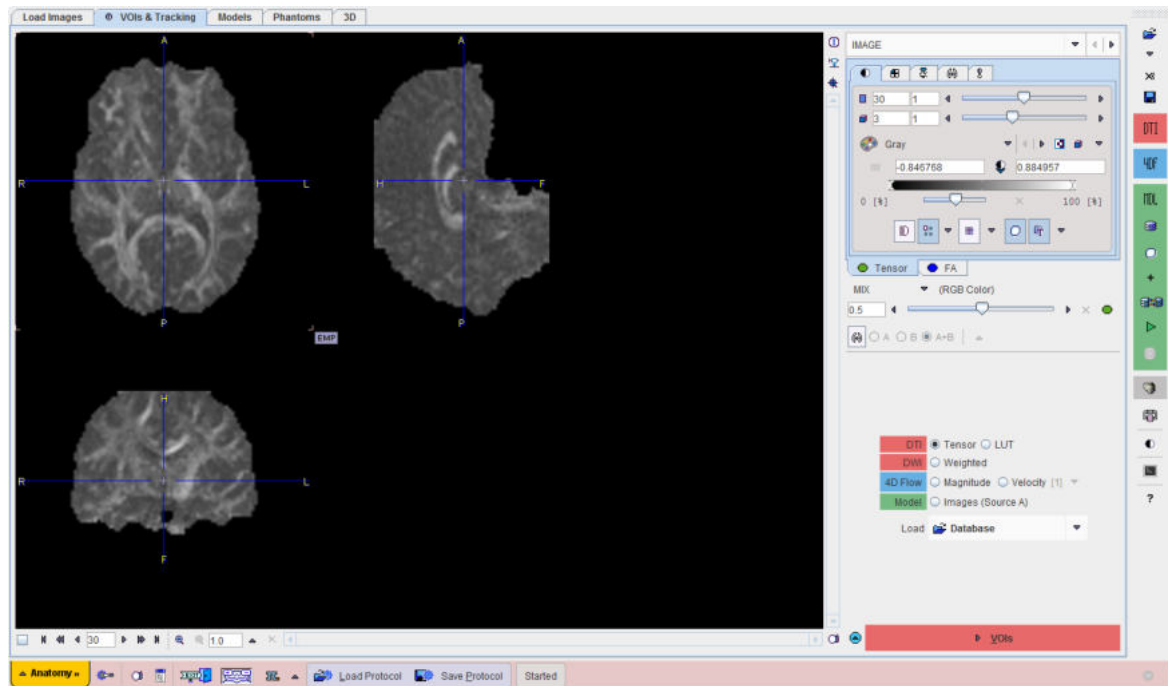 Load Images VOIs & Tracking Models Phantoms 3D
A A
R L H F
P P
EMP
H
R L
F
30 1.0
IMAGE
30 1
3 1
Gray
-0.846768 0.884957
0 [%] 100 [%]
Tensor FA
MIX (RGB Color)
0.5
A B A+B
DTI Tensor LUT
DWI Weighted
4D Flow Magnitude Velocity [1]
Model Images (Source A)
Load Database
VOIs
DTI
4DF
MDL
?
Anatomy Load Protocol Save Protocol Started